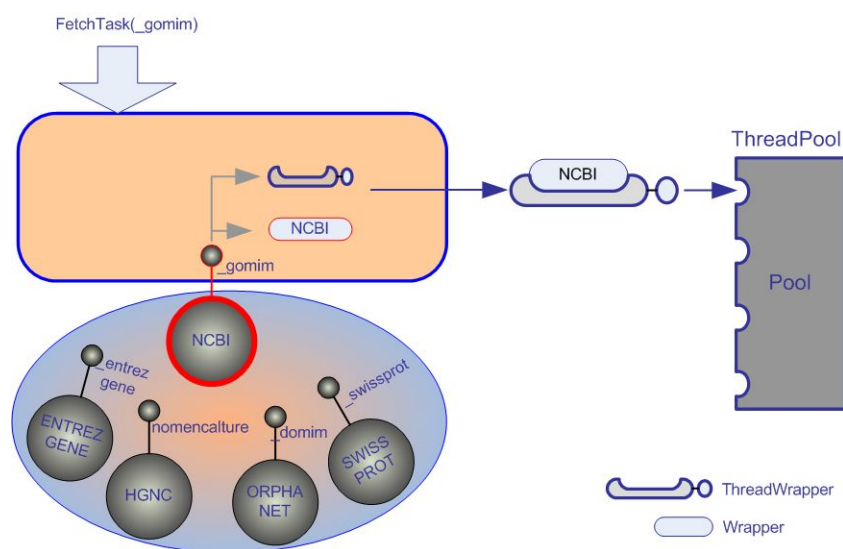 FetchTask(_gomim)
ThreadPool
NCBI
NCBI
_gomim
Pool
NCBI
_entrez
gene
_swissprot
nomencalture
_domim
ENTREZ
GENE
SWISS
PROT
HGNC
ORPHA
NET
ThreadWrapper
Wrapper